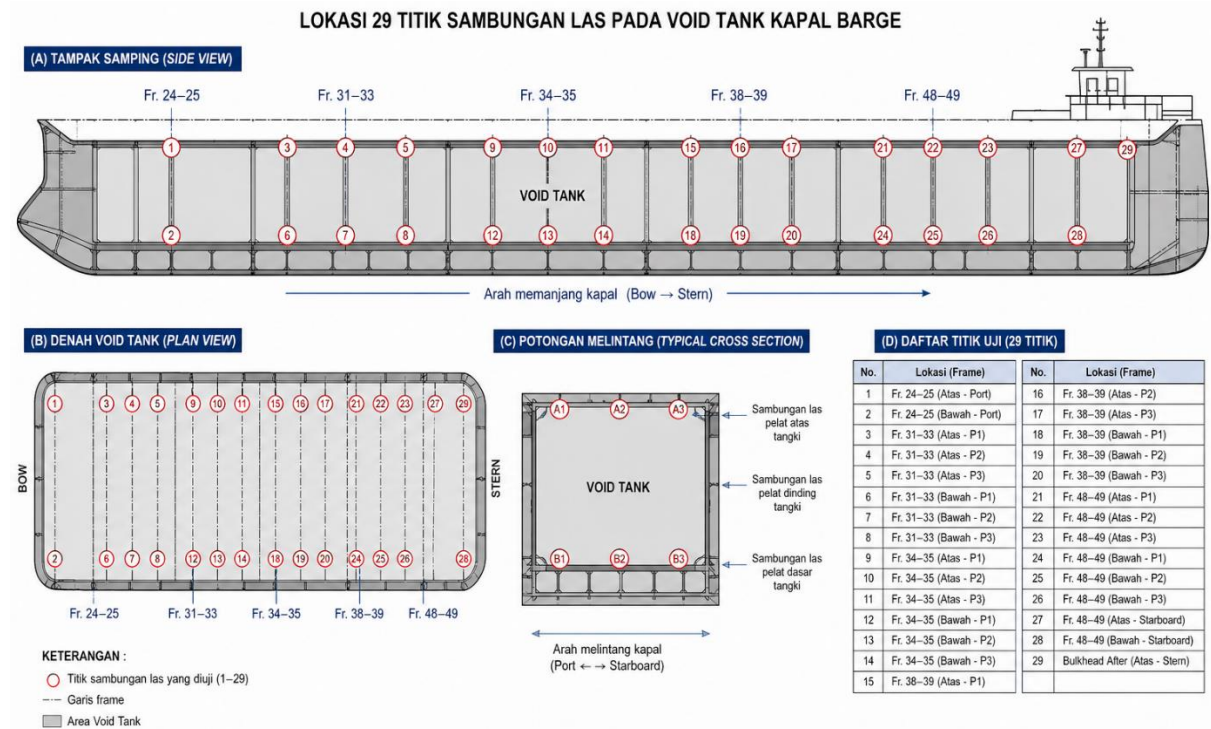 LOKASI 29 TITIK SAMBUNGAN LAS PADA VOID TANK KAPAL BARGE
(A) TAMPAK SAMPING (SIDE VIEW)
Fr. 24–25 Fr. 31–33 Fr. 34–35 Fr. 38–39 Fr. 48–49
1 3 4 5 9 10 11 15 16 17 21 22 23 27 29
VOID TANK
2 6 7 8 12 13 14 18 19 20 24 25 26 28
Arah memanjang kapal (Bow → Stern)
(B) DENAH VOID TANK (PLAN VIEW)
1 3 4 5 9 10 11 15 16 17 21 22 23 27 29
BOW
STERN
2 6 7 8 12 13 14 18 19 20 24 25 26 28
Fr. 24–25 Fr. 31–33 Fr. 34–35 Fr. 38–39 Fr. 48–49
KETERANGAN :
Titik sambungan las yang diuji (1–29)
Garis frame
Area Void Tank
(C) POTONGAN MELINTANG (TYPICAL CROSS SECTION)
A1 A2 A3
Sambungan las
pelat atas
tangki
VOID TANK
Sambungan las
pelat dinding
tangki
B1 B2 B3
Sambungan las
pelat dasar
tangki
Arah melintang kapal
(Port ← → Starboard)
(D) DAFTAR TITIK UJI (29 TITIK)
No. Lokasi (Frame) No. Lokasi (Frame)
1 Fr. 24–25 (Atas - Port) 16 Fr. 38–39 (Atas - P2)
2 Fr. 24–25 (Bawah - Port) 17 Fr. 38–39 (Atas - P3)
3 Fr. 31–33 (Atas - P1) 18 Fr. 38–39 (Bawah - P1)
4 Fr. 31–33 (Atas - P2) 19 Fr. 38–39 (Bawah - P2)
5 Fr. 31–33 (Atas - P3) 20 Fr. 38–39 (Bawah - P3)
6 Fr. 31–33 (Bawah - P1) 21 Fr. 48–49 (Atas - P1)
7 Fr. 31–33 (Bawah - P2) 22 Fr. 48–49 (Atas - P2)
8 Fr. 31–33 (Bawah - P3) 23 Fr. 48–49 (Atas - P3)
9 Fr. 34–35 (Atas - P1) 24 Fr. 48–49 (Bawah - P1)
10 Fr. 34–35 (Atas - P2) 25 Fr. 48–49 (Bawah - P2)
11 Fr. 34–35 (Atas - P3) 26 Fr. 48–49 (Bawah - P3)
12 Fr. 34–35 (Bawah - P1) 27 Fr. 48–49 (Atas - Starboard)
13 Fr. 34–35 (Bawah - P2) 28 Fr. 48–49 (Bawah - Starboard)
14 Fr. 34–35 (Bawah - P3) 29 Bulkhead After (Atas - Stern)
15 Fr. 38–39 (Atas - P1)